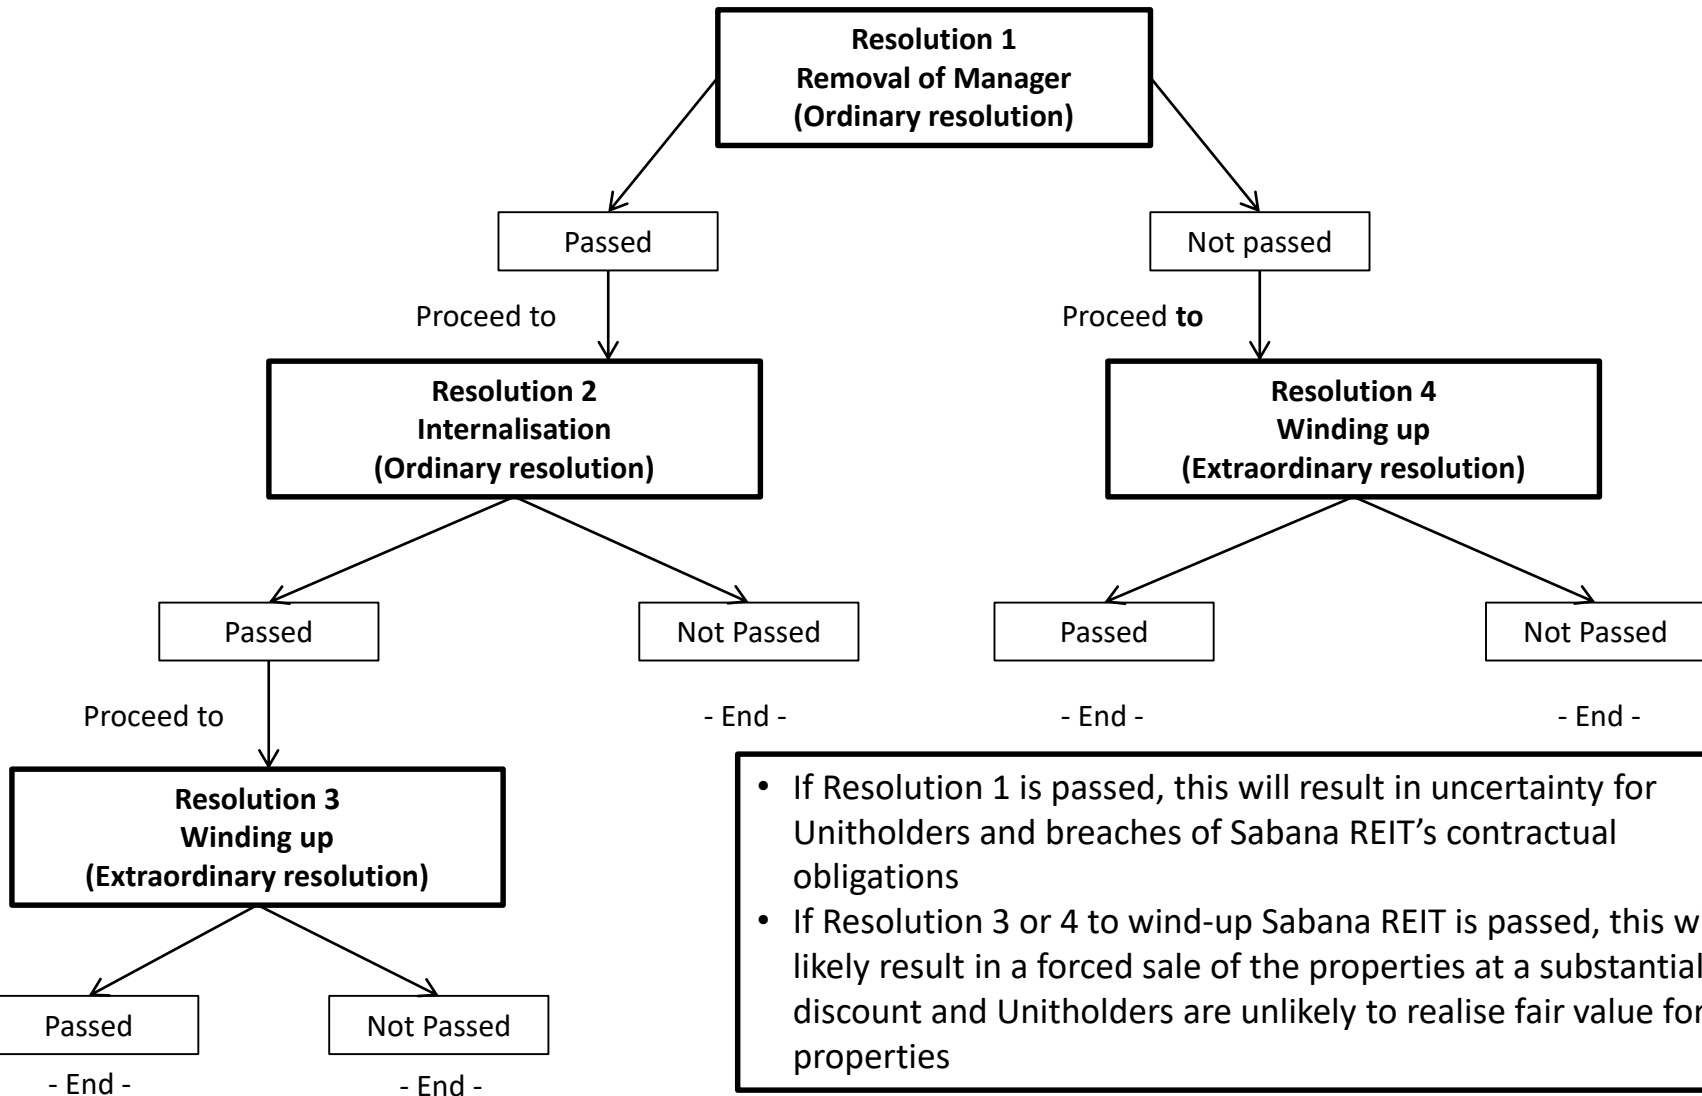 Resolution 1
Removal of Manager
(Ordinary resolution)
Passed
Not passed
Proceed to
Proceed to
Resolution 2
Internalisation
(Ordinary resolution)
Resolution 4
Winding up
(Extraordinary resolution)
Passed
Not Passed
Passed
Not Passed
Proceed to
- End -
- End -
- End -
Resolution 3
Winding up
(Extraordinary resolution)
• If Resolution 1 is passed, this will result in uncertainty for
Unitholders and breaches of Sabana REIT’s contractual
obligations
• If Resolution 3 or 4 to wind-up Sabana REIT is passed, this
likely result in a forced sale of the properties at a substantial
discount and Unitholders are unlikely to realise fair value for
properties
Passed
Not Passed
- End -
- End -